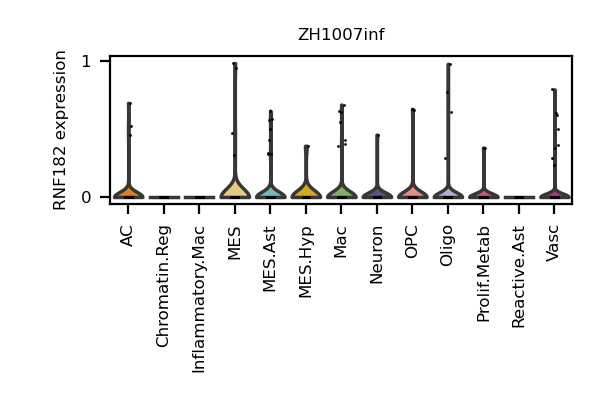 ZH1007inf
RNF182 expression
1
0
AC
Chromatin.Reg
Inflammatory.Mac
MES
MES.Ast
MES.Hyp
Mac
Neuron
OPC
Oligo
Prolif.Metab
Reactive.Ast
Vasc